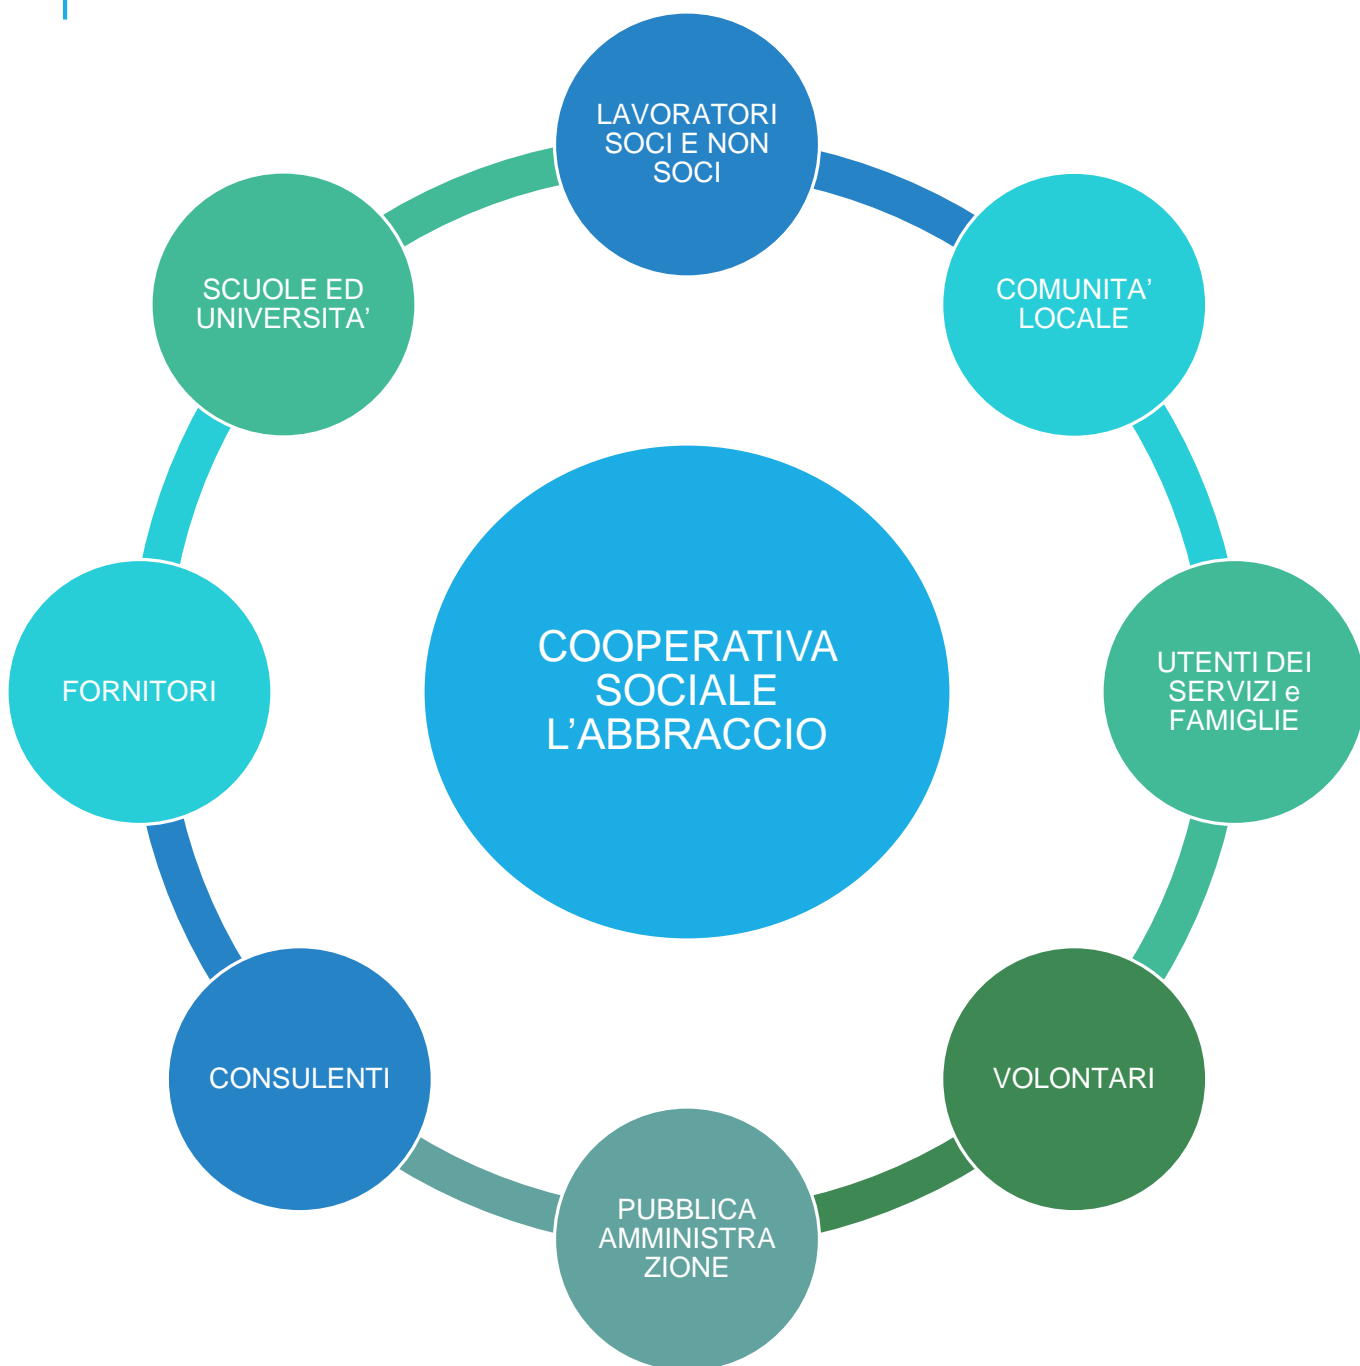 LAVORATORI
SOCI E NON
SOCI
COMUNITA’
LOCALE
UTENTI DEI
SERVIZI e
FAMIGLIE
VOLONTARI
PUBBLICA
AMMINISTRA
ZIONE
CONSULENTI
FORNITORI
SCUOLE ED
UNIVERSITA’
COOPERATIVA
SOCIALE
L’ABBRACCIO